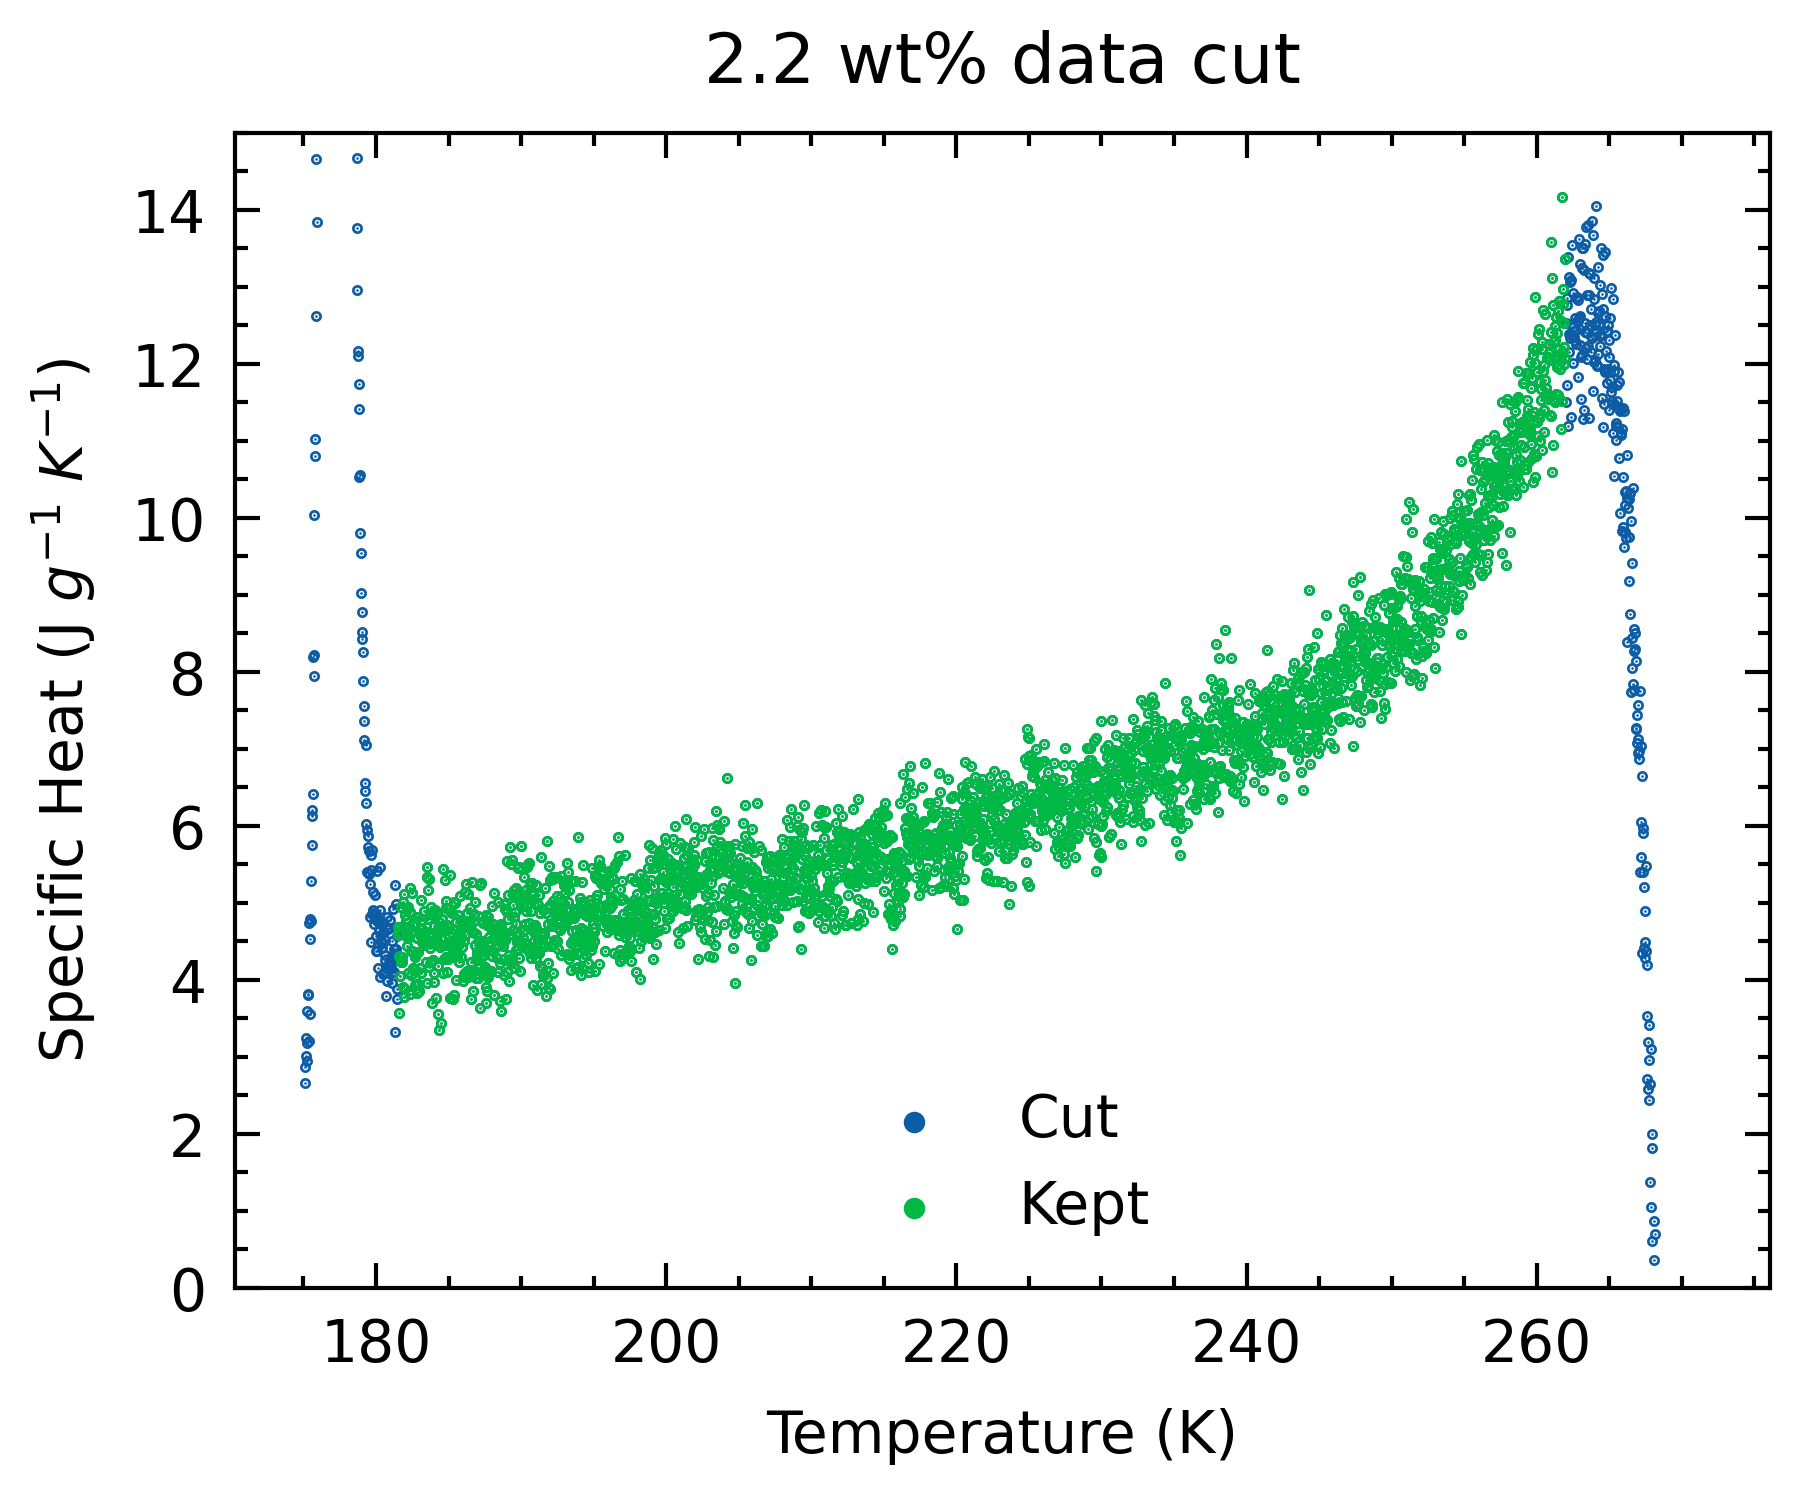 2.2 wt% data cut
Specific Heat (J g⁻¹ K⁻¹)
14
12
10
8
6
4
2
0
Cut
Kept
180 200 220 240 260
Temperature (K)